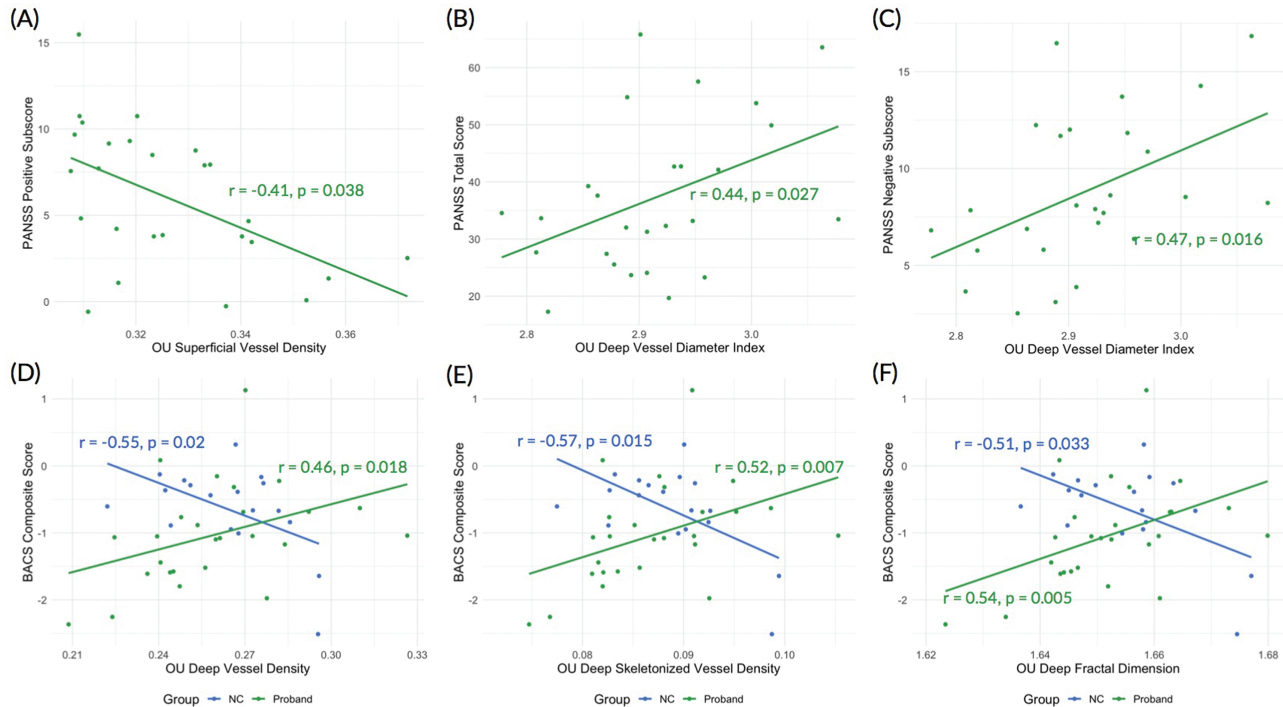 (A)
PANSS Positive Subscore
15
10
5
0
r = -0.41, p = 0.038
0.32 0.34 0.36
OU Superficial Vessel Density
(B)
PANSS Total Score
60
50
40
30
20
r = 0.44, p = 0.027
2.8 2.9 3.0
OU Deep Vessel Diameter Index
(C)
PANSS Negative Subscore
15
10
5
r = 0.47, p = 0.016
2.8 2.9 3.0
OU Deep Vessel Diameter Index
(D)
BACS Composite Score
1
0
-1
-2
r = -0.55, p = 0.02
r = 0.46, p = 0.018
0.21 0.24 0.27 0.30 0.33
OU Deep Vessel Density
Group NC Proband
(E)
BACS Composite Score
1
0
-1
-2
r = -0.57, p = 0.015
r = 0.52, p = 0.007
0.08 0.09 0.10
OU Deep Skeletonized Vessel Density
Group NC Proband
(F)
BACS Composite Score
1
0
-1
-2
r = -0.51, p = 0.033
r = 0.54, p = 0.005
1.62 1.64 1.66 1.68
OU Deep Fractal Dimension
Group NC Proband